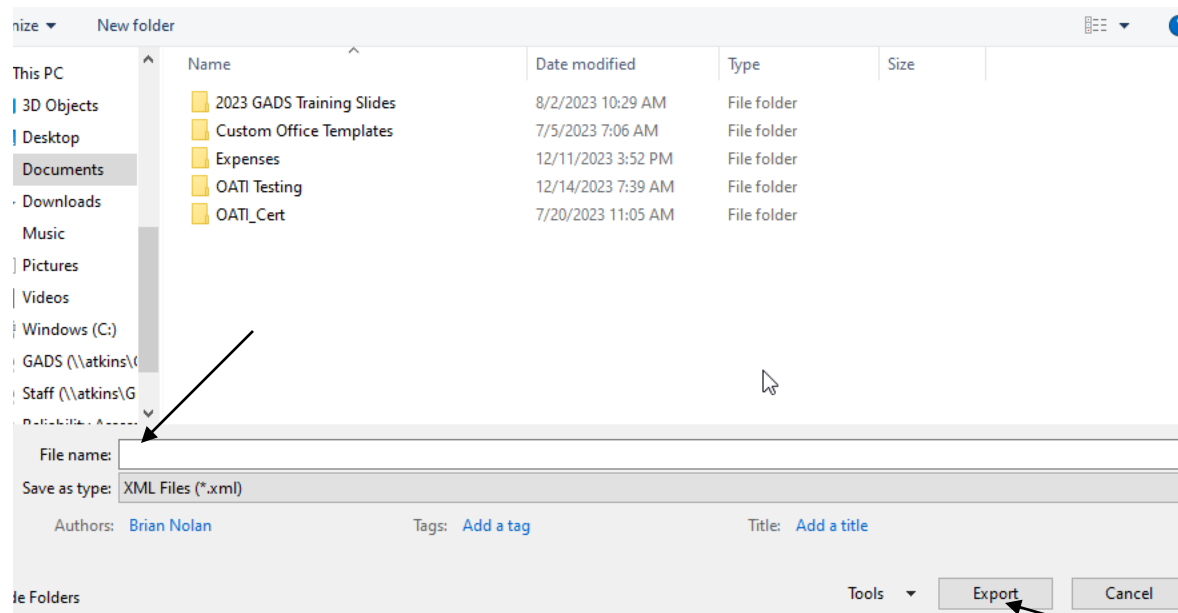 nize New folder
Name Date modified Type Size
This PC
3D Objects
Desktop
Documents
Downloads
Music
Pictures
Videos
Windows (C:)
GADS (\\atkins\
Staff (\\atkins\G
2023 GADS Training Slides 8/2/2023 10:29 AM File folder
Custom Office Templates 7/5/2023 7:06 AM File folder
Expenses 12/11/2023 3:52 PM File folder
OATI Testing 12/14/2023 7:39 AM File folder
OATI_Cert 7/20/2023 11:05 AM File folder
File name:
Save as type: XML Files (*.xml)
Authors: Brian Nolan Tags: Add a tag Title: Add a title
de Folders Tools Export Cancel